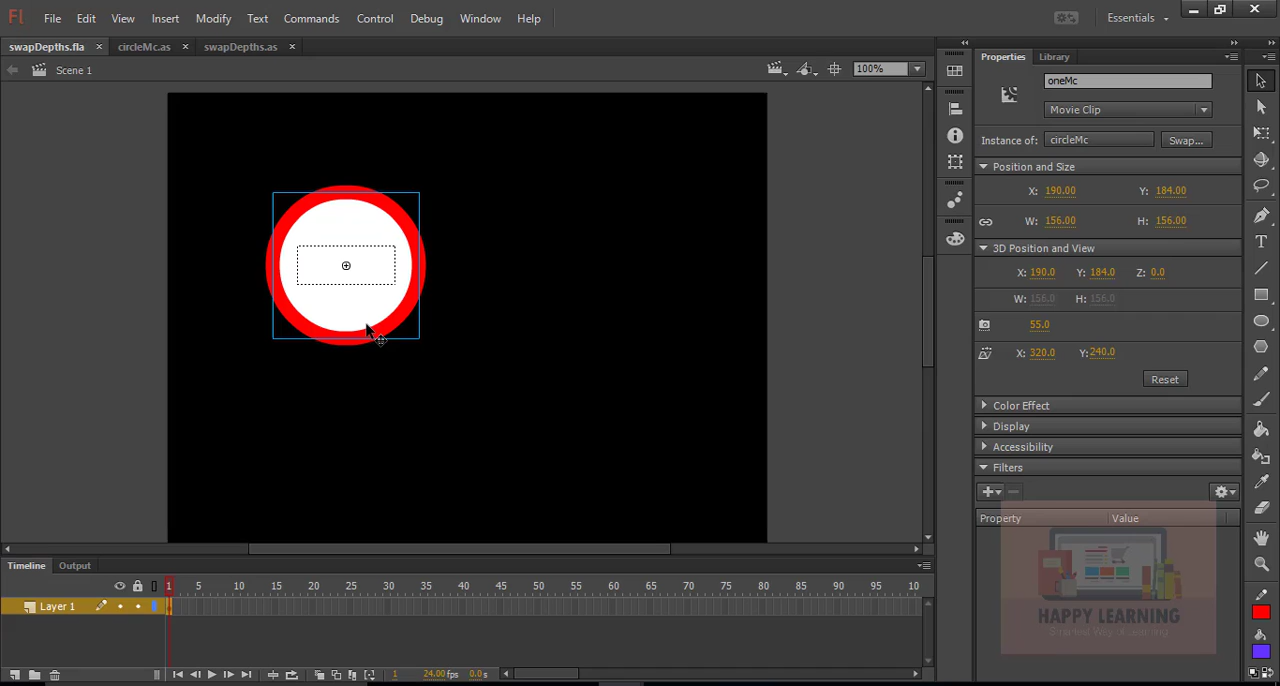 Fl File Edit View Insert Modify Text Commands Control Debug Window Help Essentials
swapDepths.fla × circleMc.as × swapDepths.as ×
Scene 1 100%
Properties Library
oneMc
Movie Clip
Instance of: circleMc Swap...
Position and Size
X: 190.00 Y: 184.00
W: 156.00 H: 156.00
3D Position and View
X: 190.0 Y: 184.0 Z: 0.0
W: 156.0 H: 156.0
55.0
X: 320.0 Y: 240.0
Reset
Color Effect
Display
Accessibility
Filters
Property Value
HAPPY LEARNING
Smartest Way of Learning
Timeline Output
1 5 10 15 20 25 30 35 40 45 50 55 60 65 70 75 80 85 90 95 10
Layer 1
1 24.00 fps 0.0 s